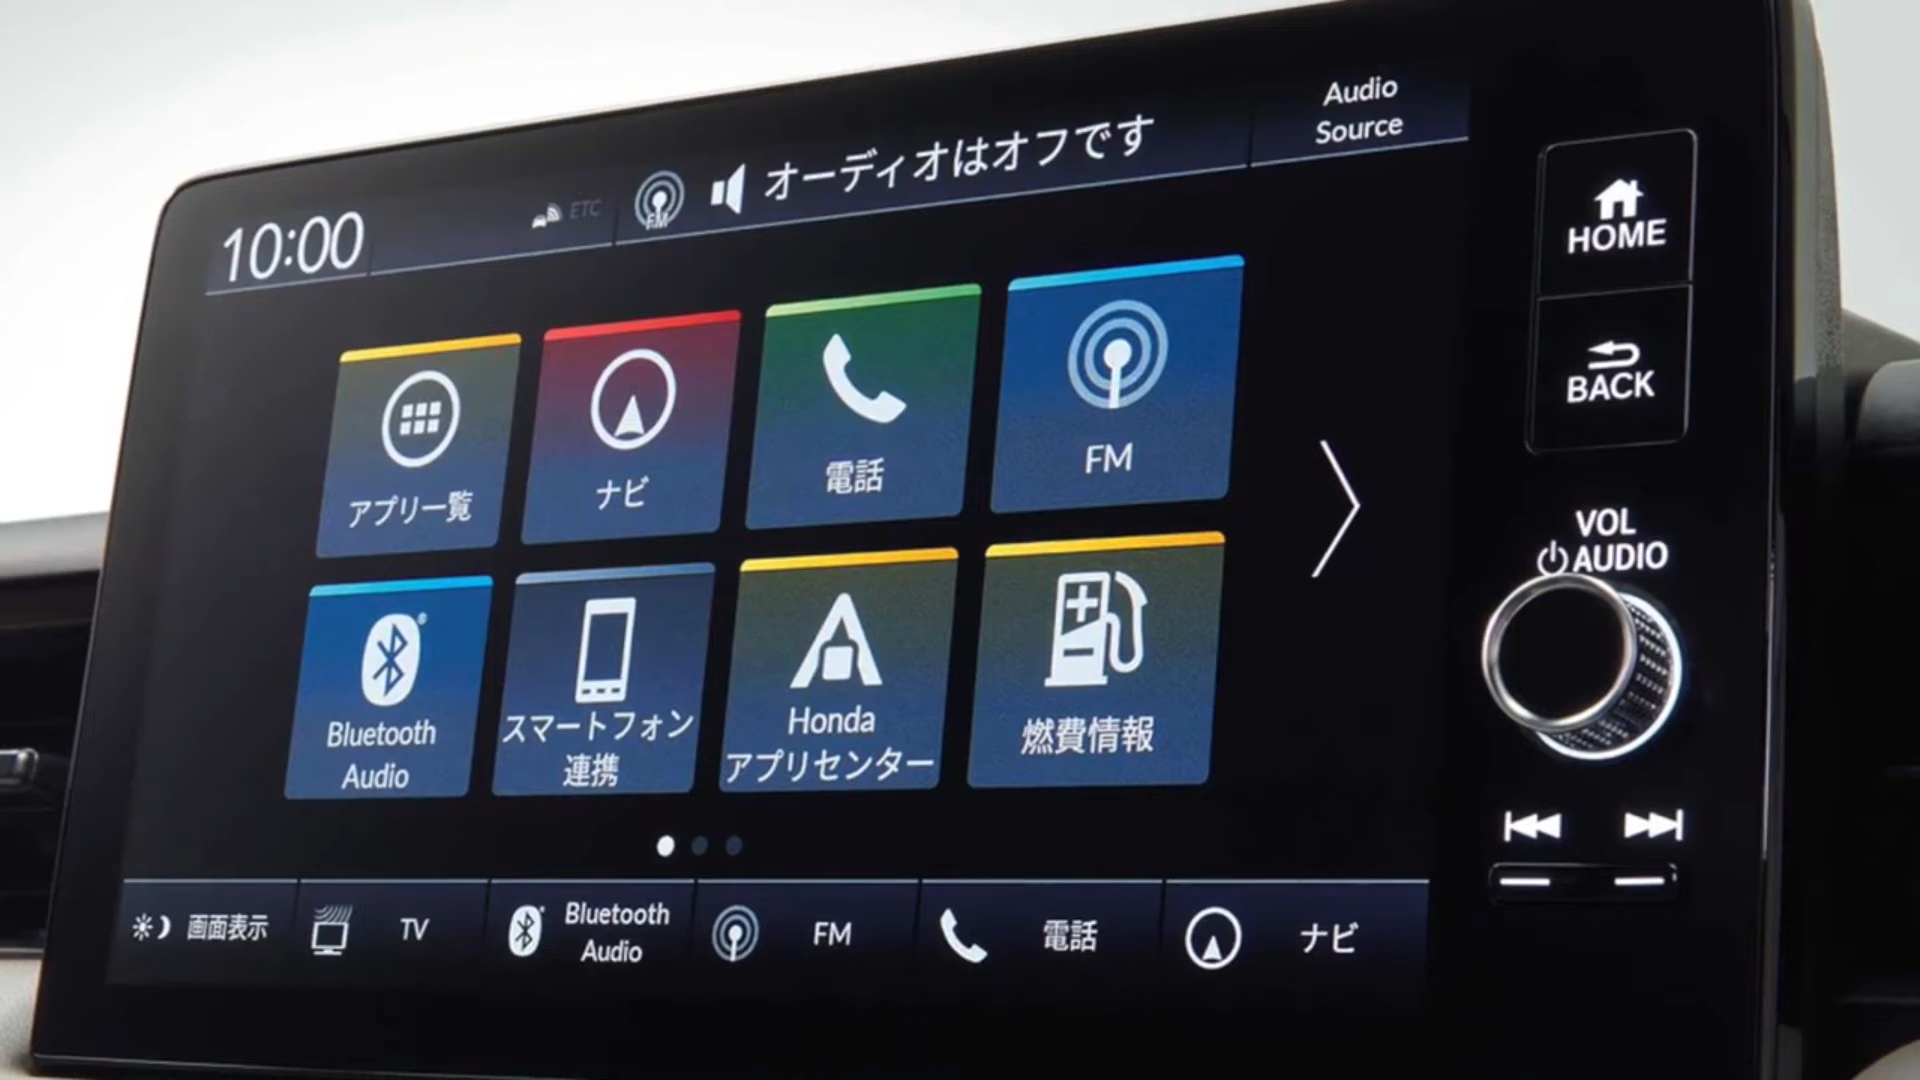 10:00
ETC
FM
オーディオはオフです
Audio
Source
HOME
BACK
アプリ一覧
ナビ
電話
FM
VOL
AUDIO
Bluetooth
Audio
スマートフォン
連携
Honda
アプリセンター
燃費情報
画面表示
TV
Bluetooth
Audio
FM
電話
ナビ